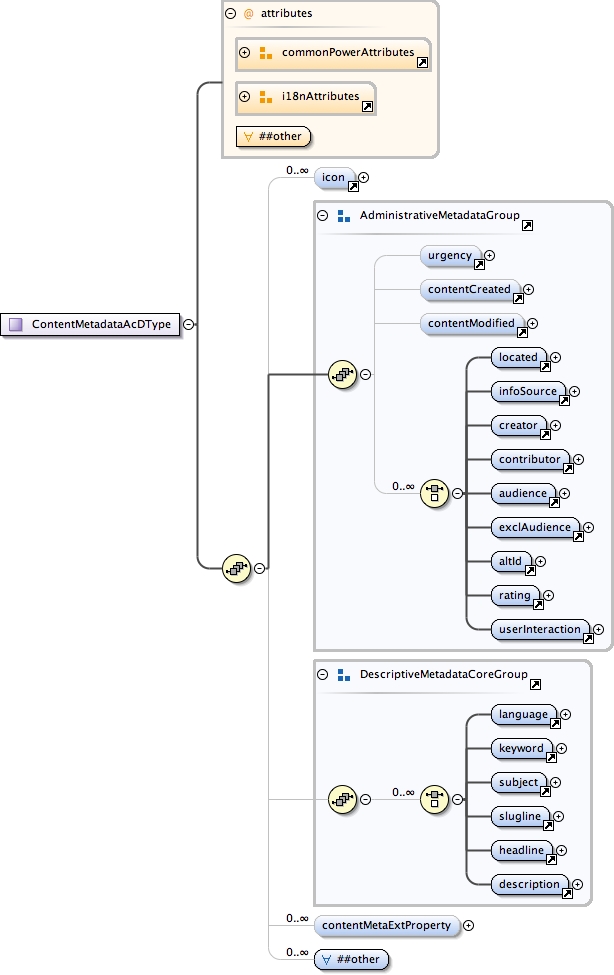 @ attributes
commonPowerAttributes
i18nAttributes
##other
0..∞
icon
AdministrativeMetadataGroup
urgency
contentCreated
contentModified
ContentMetadataAcDType
located
infoSource
creator
contributor
0..∞
audience
exclAudience
altId
rating
userInteraction
DescriptiveMetadataCoreGroup
language
keyword
subject
0..∞
slugline
headline
description
0..∞
contentMetaExtProperty
0..∞
##other